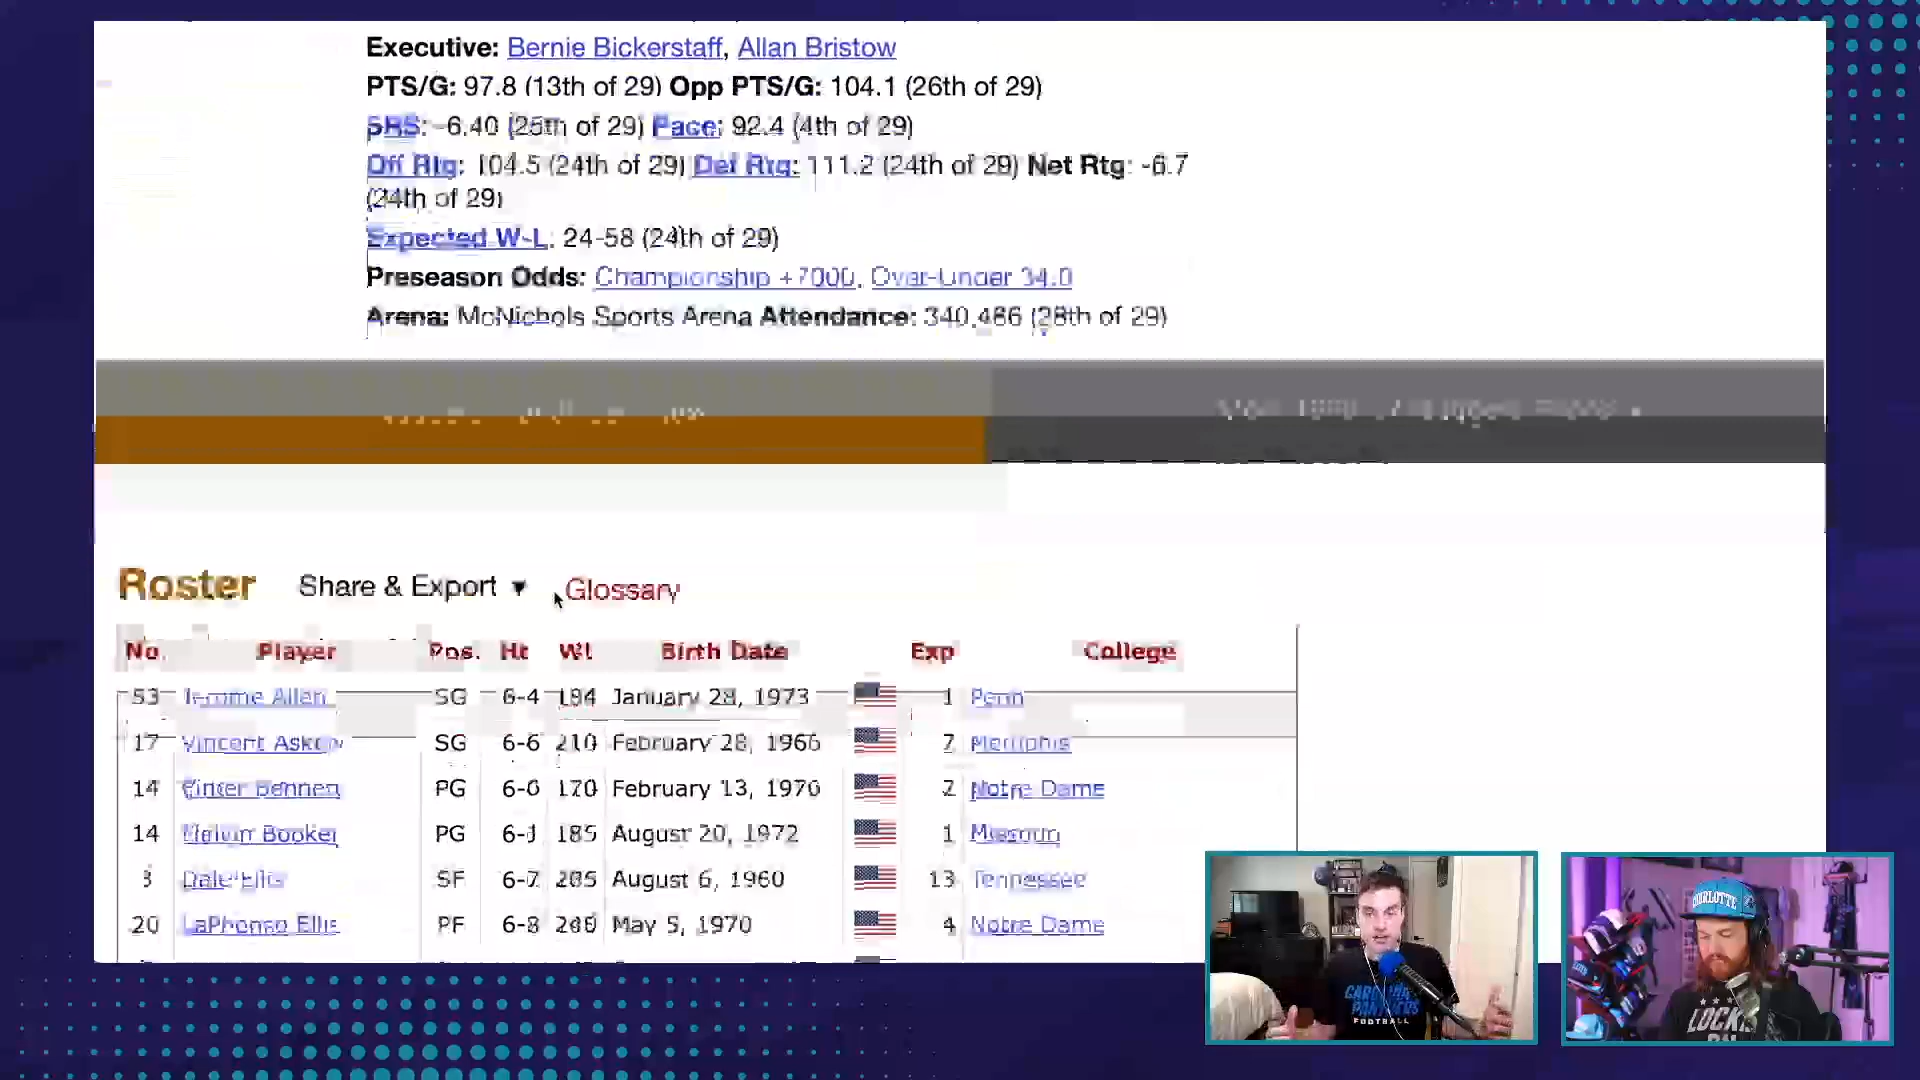 Executive: Bernie Bickerstaff, Allan Bristow
PTS/G: 97.8 (13th of 29) Opp PTS/G: 104.1 (26th of 29)
SRS: -6.40 (25th of 29) Pace: 92.4 (4th of 29)
Off Rtg: 104.5 (24th of 29) Def Rtg: 111.2 (24th of 29) Net Rtg: -6.7
(24th of 29)
Expected W-L: 24-58 (24th of 29)
Preseason Odds: Championship +7000, Over-Under 34.0
Arena: McNichols Sports Arena Attendance: 340,486 (28th of 29)
Roster Share & Export ▼ Glossary
No. Player Pos. Ht Wt Birth Date Exp College
53 Jerome Allen SG 6-4 184 January 28, 1973 1 Penn
17 Vincent Askew SG 6-6 210 February 28, 1966 7 Memphis
14 Bennett PG 6-0 170 February 13, 1970 2 Notre Dame
14 Melvin Booker PG 6-1 185 August 20, 1972 1 Missouri
3 Dale Ellis SF 6-7 205 August 6, 1960 13 Tennessee
20 LaPhonso Ellis PF 6-8 240 May 5, 1970 4 Notre Dame
CAROLINA
PANTHERS
FOOTBALL
CHARLOTTE
LOCKED
ON